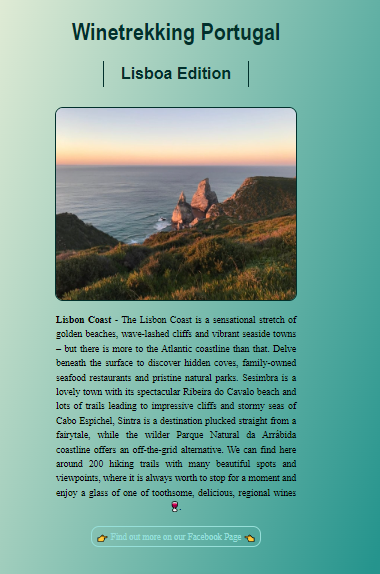 Winetrekking Portugal
Lisboa Edition
Lisbon Coast - The Lisbon Coast is a sensational stretch of
golden beaches, wave-lashed cliffs and vibrant seaside towns
– but there is more to the Atlantic coastline than that. Delve
beneath the surface to discover hidden coves, family-owned
seafood restaurants and pristine natural parks. Sesimbra is a
lovely town with its spectacular Ribeira do Cavalo beach and
lots of trails leading to impressive cliffs and stormy seas of
Cabo Espichel, Sintra is a destination plucked straight from a
fairytale, while the wilder Parque Natural da Arrábida
coastline offers an off-the-grid alternative. We can find here
around 200 hiking trails with many beautiful spots and
viewpoints, where it is always worth to stop for a moment and
enjoy a glass of one of toothsome, delicious, regional wines
🍷.
👉 Find out more on our Facebook Page 👈